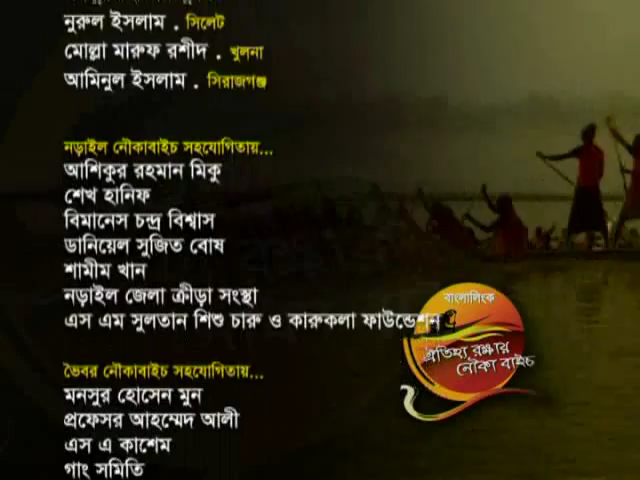 নুরুল ইসলাম . সিলেট
মোল্লা মারুফ রশীদ . খুলনা
আমিনুল ইসলাম . সিরাজগঞ্জ
নড়াইল নৌকাবাইচ সহযোগিতায়...
আশিকুর রহমান মিকু
শেখ হানিফ
বিমানেস চন্দ্র বিশ্বাস
ডানিয়েল সুজিত বোষ
শামীম খান
নড়াইল জেলা ক্রীড়া সংস্থা
এস এম সুলতান শিশু চারু ও কারুকলা ফাউন্ডেশন
বাংলালিংক
ঐতিহ্য রক্ষায়
নৌকা বাইচ
ভৈবর নৌকাবাইচ সহযোগিতায়...
মনসুর হোসেন মুন
প্রফেসর আহম্মেদ আলী
এস এ কাশেম
গাং সমিতি